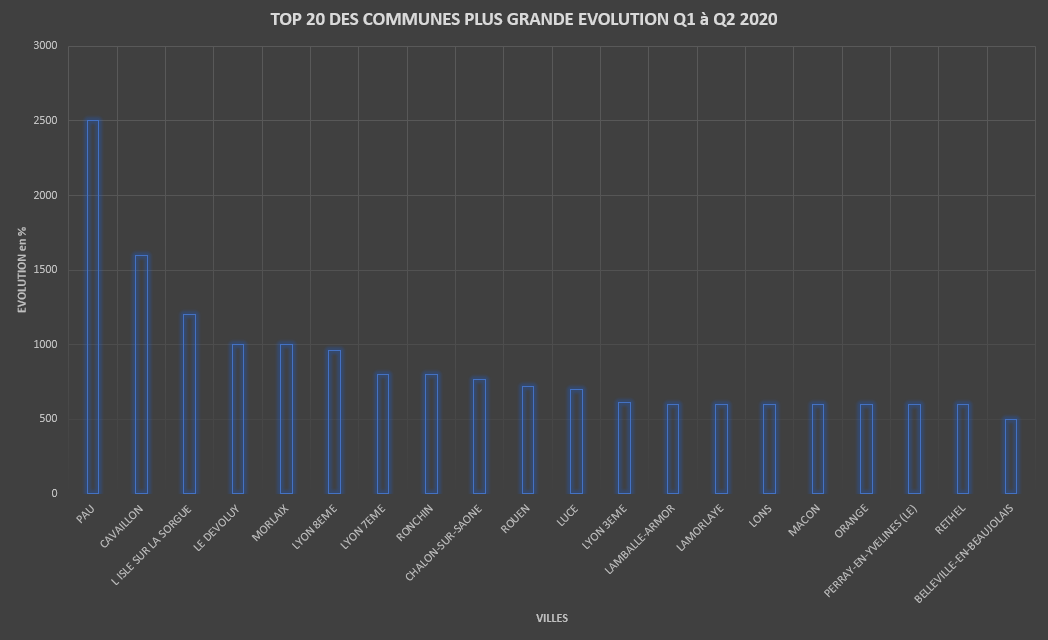 TOP 20 DES COMMUNES PLUS GRANDE EVOLUTION Q1 à Q2 2020
3000
2500
2000
1500
1000
500
0
EVOLUTION en %
PAU
CAVAILLON
L ISLE SUR LA SORGUE
LE DEVOLUY
MORLAIX
LYON 8EME
LYON 7EME
RONCHIN
CHALON-SUR-SAONE
ROUEN
LUCE
LYON 3EME
LAMBALLE-ARMOR
LAMORLAYE
LONS
MACON
ORANGE
PERRAY-EN-YVELINES (LE)
RETHEL
BELLEVILLE-EN-BEAUJOLAIS
VILLES